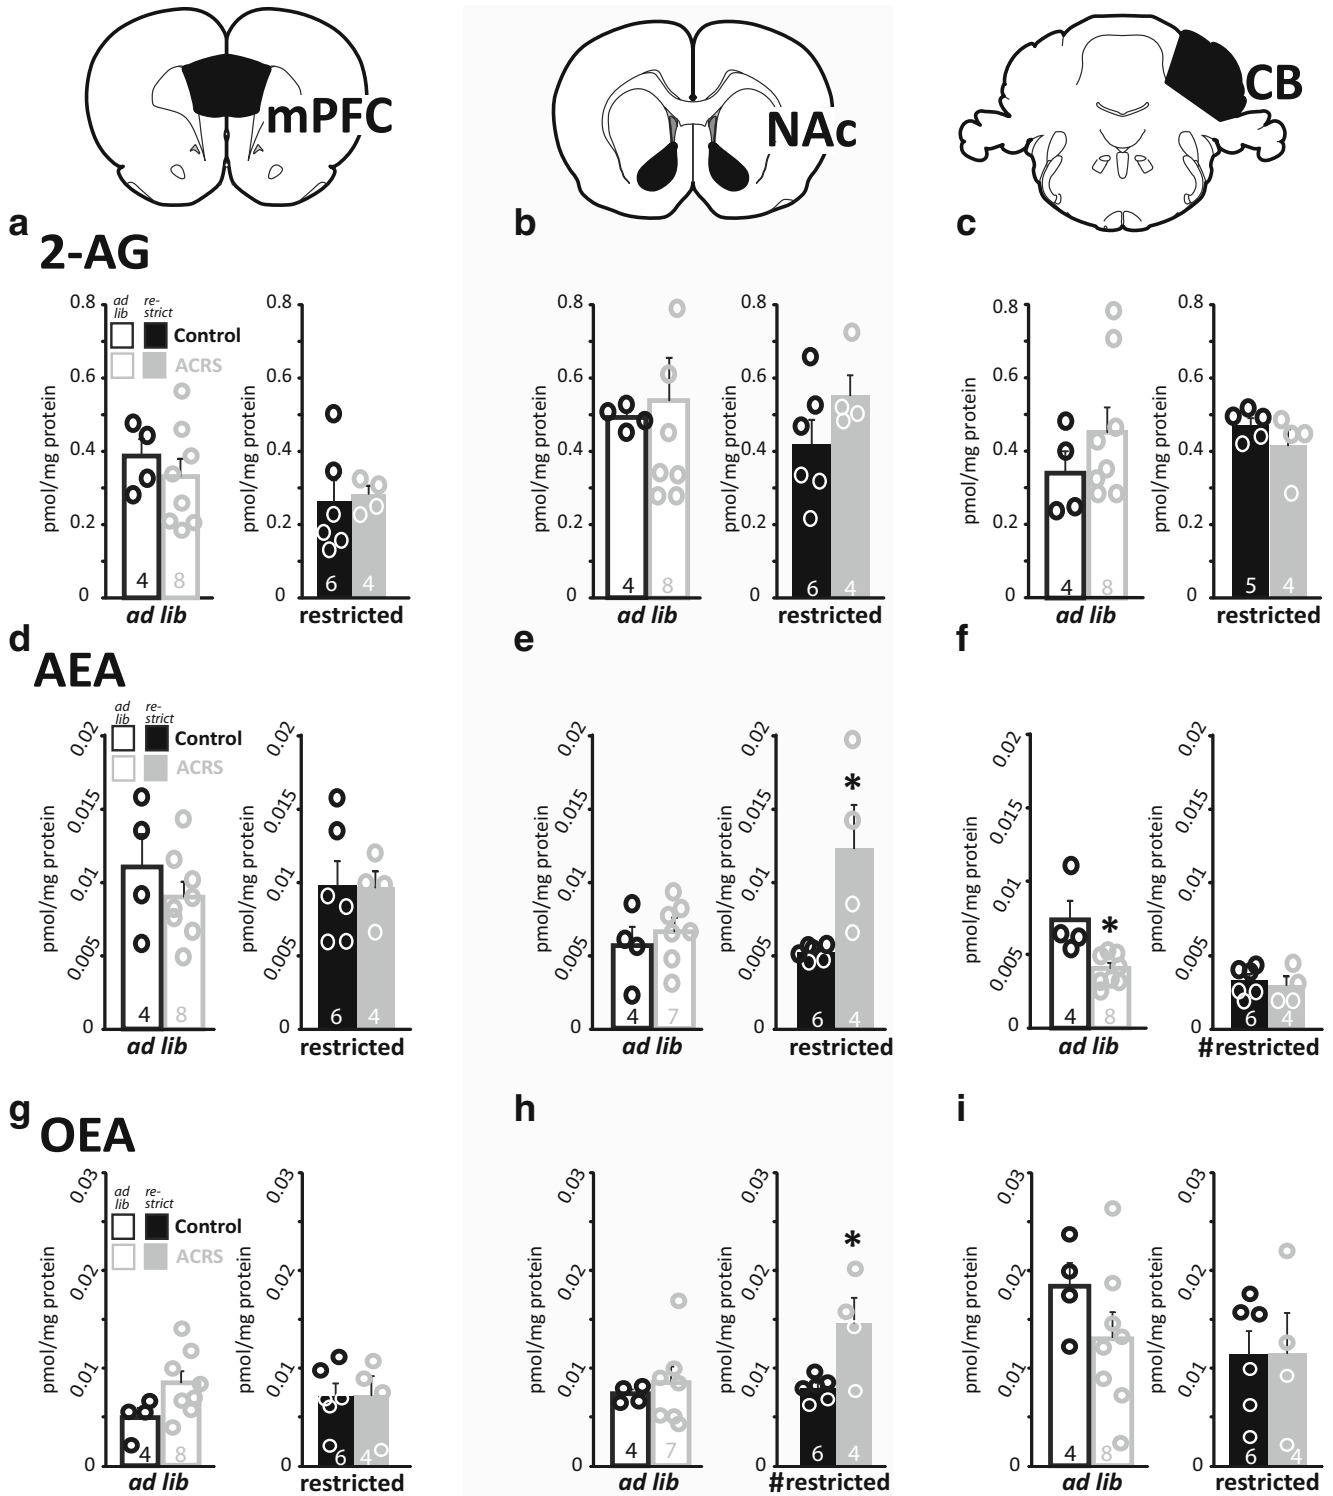 mPFC
NAc
CB
a
b
c
2-AG
ad lib
re-strict
Control
ACRS
pmol/mg protein
0.8
0.6
0.4
0.2
0
4
8
ad lib
pmol/mg protein
0.8
0.6
0.4
0.2
0
6
4
restricted
pmol/mg protein
0.8
0.6
0.4
0.2
0
4
8
ad lib
pmol/mg protein
0.8
0.6
0.4
0.2
0
6
4
restricted
pmol/mg protein
0.8
0.6
0.4
0.2
0
4
8
ad lib
pmol/mg protein
0.8
0.6
0.4
0.2
0
5
4
restricted
d
e
f
AEA
ad lib
re-strict
Control
ACRS
pmol/mg protein
0.02
0.015
0.01
0.005
0
4
8
ad lib
pmol/mg protein
0.02
0.015
0.01
0.005
0
6
4
restricted
pmol/mg protein
0.02
0.015
0.01
0.005
0
4
7
ad lib
pmol/mg protein
0.02
0.015
0.01
0.005
0
*
6
4
restricted
pmol/mg protein
0.02
0.015
0.01
0.005
0
*
4
8
ad lib
pmol/mg protein
0.02
0.015
0.01
0.005
0
6
4
#restricted
g
h
i
OEA
ad lib
re-strict
Control
ACRS
pmol/mg protein
0.03
0.02
0.01
0
4
8
ad lib
pmol/mg protein
0.03
0.02
0.01
0
6
4
restricted
pmol/mg protein
0.03
0.02
0.01
0
4
7
ad lib
pmol/mg protein
0.03
0.02
0.01
0
*
6
4
#restricted
pmol/mg protein
0.03
0.02
0.01
0
4
8
ad lib
pmol/mg protein
0.03
0.02
0.01
0
6
4
restricted